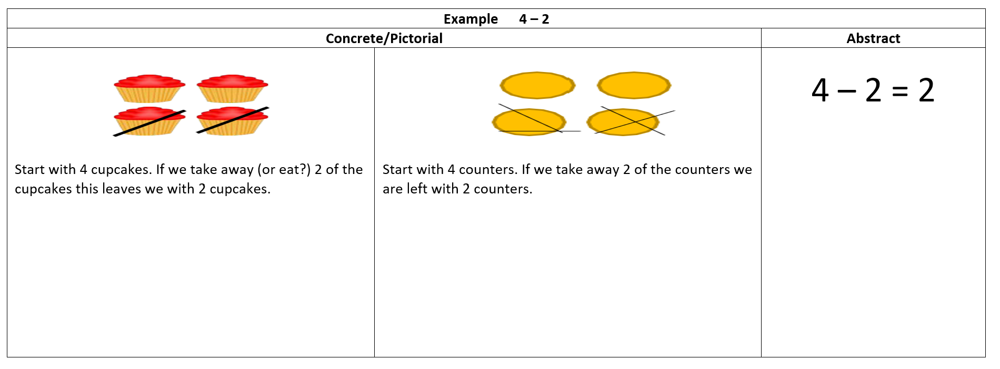 Example 4 – 2
Concrete/Pictorial
Abstract
Start with 4 cupcakes. If we take away (or eat?) 2 of the
cupcakes this leaves we with 2 cupcakes.
Start with 4 counters. If we take away 2 of the counters we
are left with 2 counters.
4 – 2 = 2